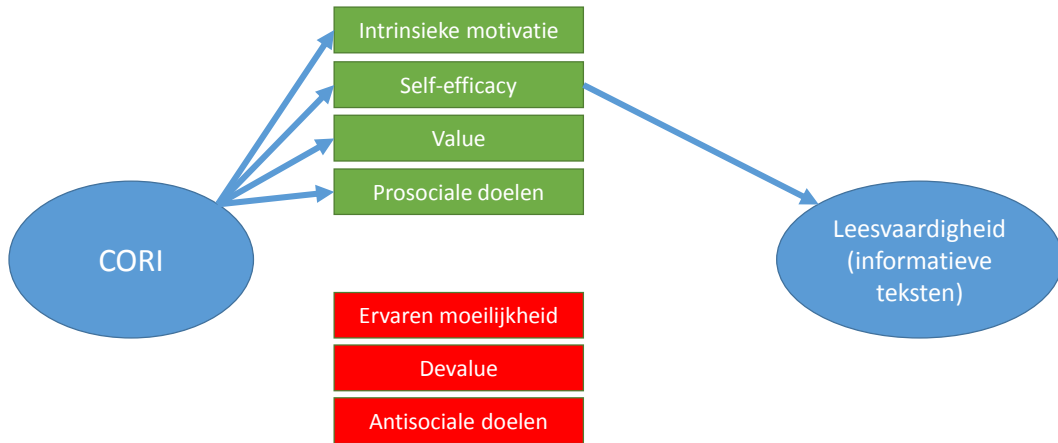 Intrinsieke motivatie
Self-efficacy
Value
Prosociale doelen
CORI
Leesvaardigheid
(informatieve
teksten)
Ervaren moeilijkheid
Devalue
Antisociale doelen